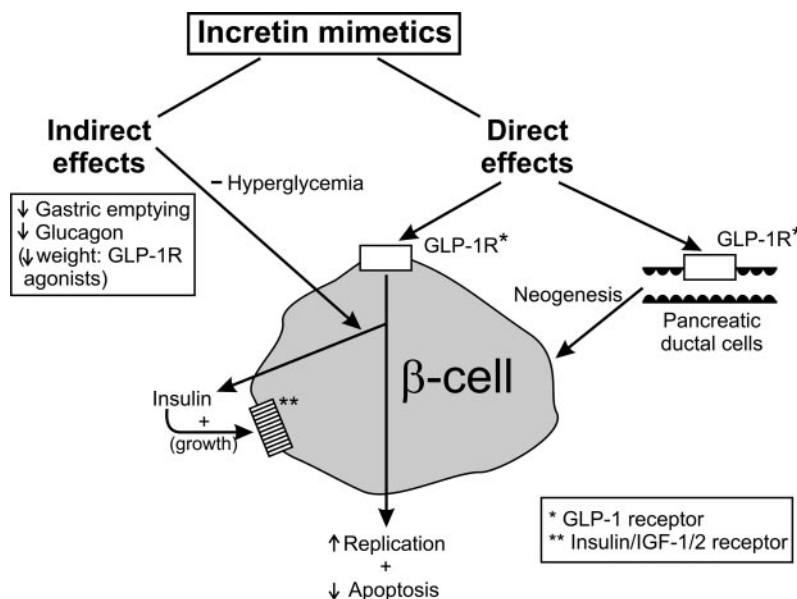 Incretin mimetics
Indirect
effects
Direct
effects
– Hyperglycemia
↓ Gastric emptying
↓ Glucagon
(↓ weight: GLP-1R
agonists)
GLP-1R*
GLP-1R*
Neogenesis
Pancreatic
ductal cells
β-cell
Insulin
+
(growth)
**
↑ Replication
+
↓ Apoptosis
* GLP-1 receptor
** Insulin/IGF-1/2 receptor